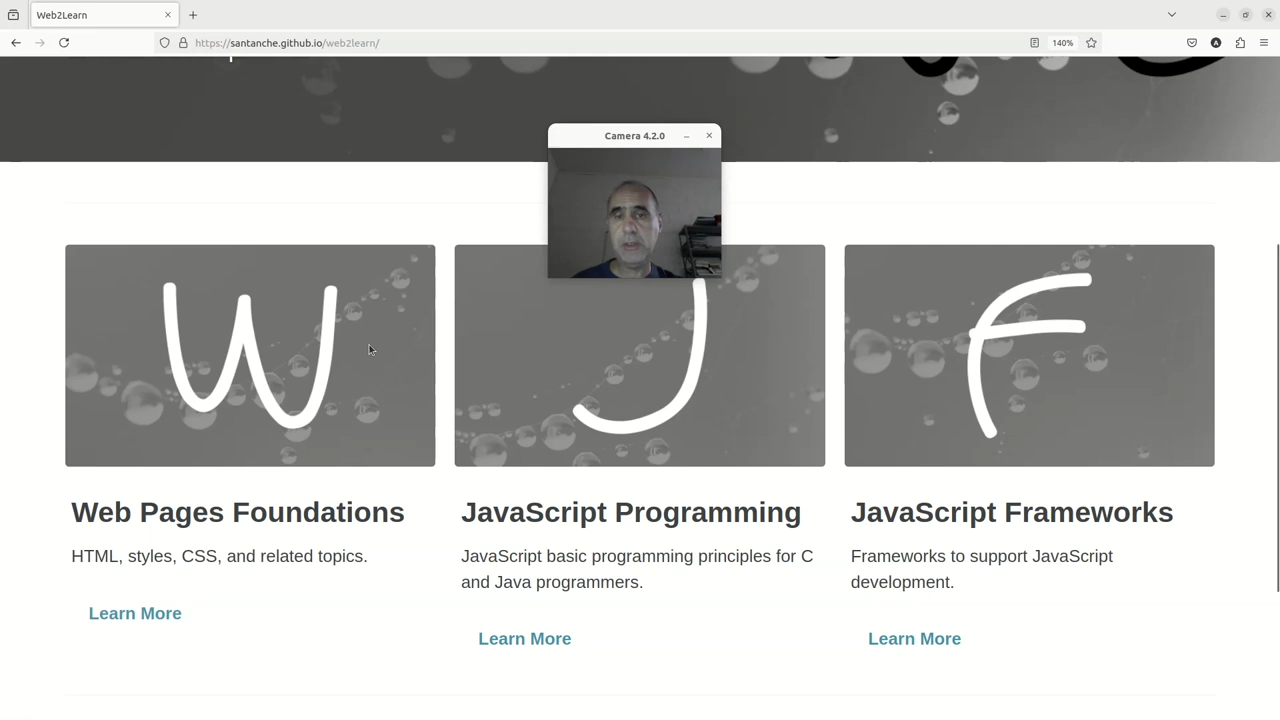 Web2Learn
https://santanche.github.io/web2learn/
140%
A
Camera 4.2.0
W
J
F
Web Pages Foundations
HTML, styles, CSS, and related topics.
Learn More
JavaScript Programming
JavaScript basic programming principles for C
and Java programmers.
Learn More
JavaScript Frameworks
Frameworks to support JavaScript
development.
Learn More